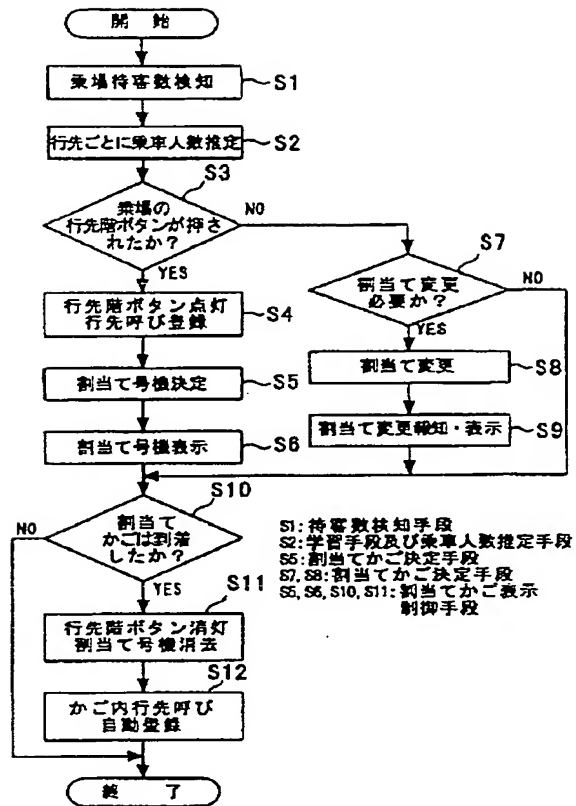 開 始
乗場待客数検知
S1
行先ごとに乗車人数推定
S2
S3
乗場の
行先階ボタンが押さ
れたか?
NO
YES
S7
割当て変更
必要か?
NO
YES
行先階ボタン点灯
行先呼び登録
S4
割当て変更
S8
割当て号機決定
S5
割当て変更報知・表示
S9
割当て号機表示
S6
S10
割当て
かごは到着
したか?
NO
YES
S1:待客数検知手段
S2:学習手段及び乗車人数推定手段
S5:割当てかご決定手段
S7,S8:割当てかご決定手段
S5,S6,S10,S11:割当てかご表示
制御手段
S11
行先階ボタン消灯
割当て号機消去
S12
かご内行先呼び
自動登録
終 了